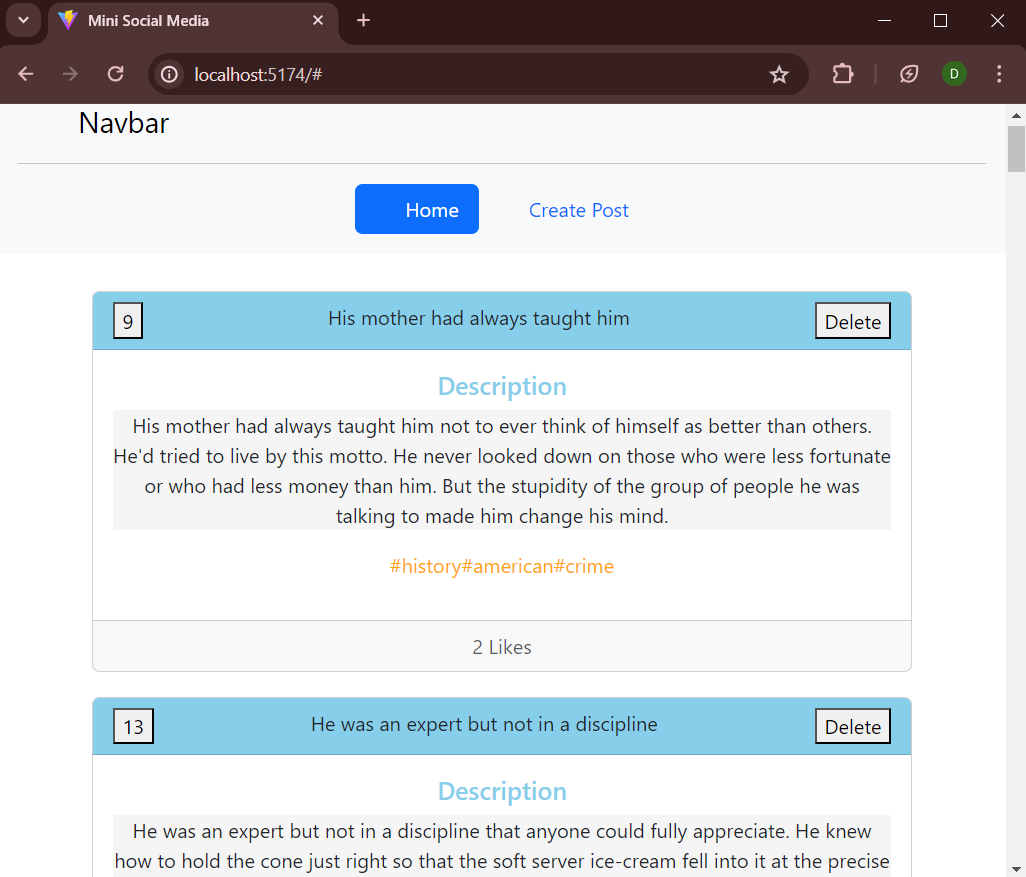 Mini Social Media
localhost:5174/#
D
Navbar
Home Create Post
9 His mother had always taught him Delete
Description
His mother had always taught him not to ever think of himself as better than others.
He'd tried to live by this motto. He never looked down on those who were less fortunate
or who had less money than him. But the stupidity of the group of people he was
talking to made him change his mind.
#history#american#crime
2 Likes
13 He was an expert but not in a discipline Delete
Description
He was an expert but not in a discipline that anyone could fully appreciate. He knew
how to hold the cone just right so that the soft server ice-cream fell into it at the precise